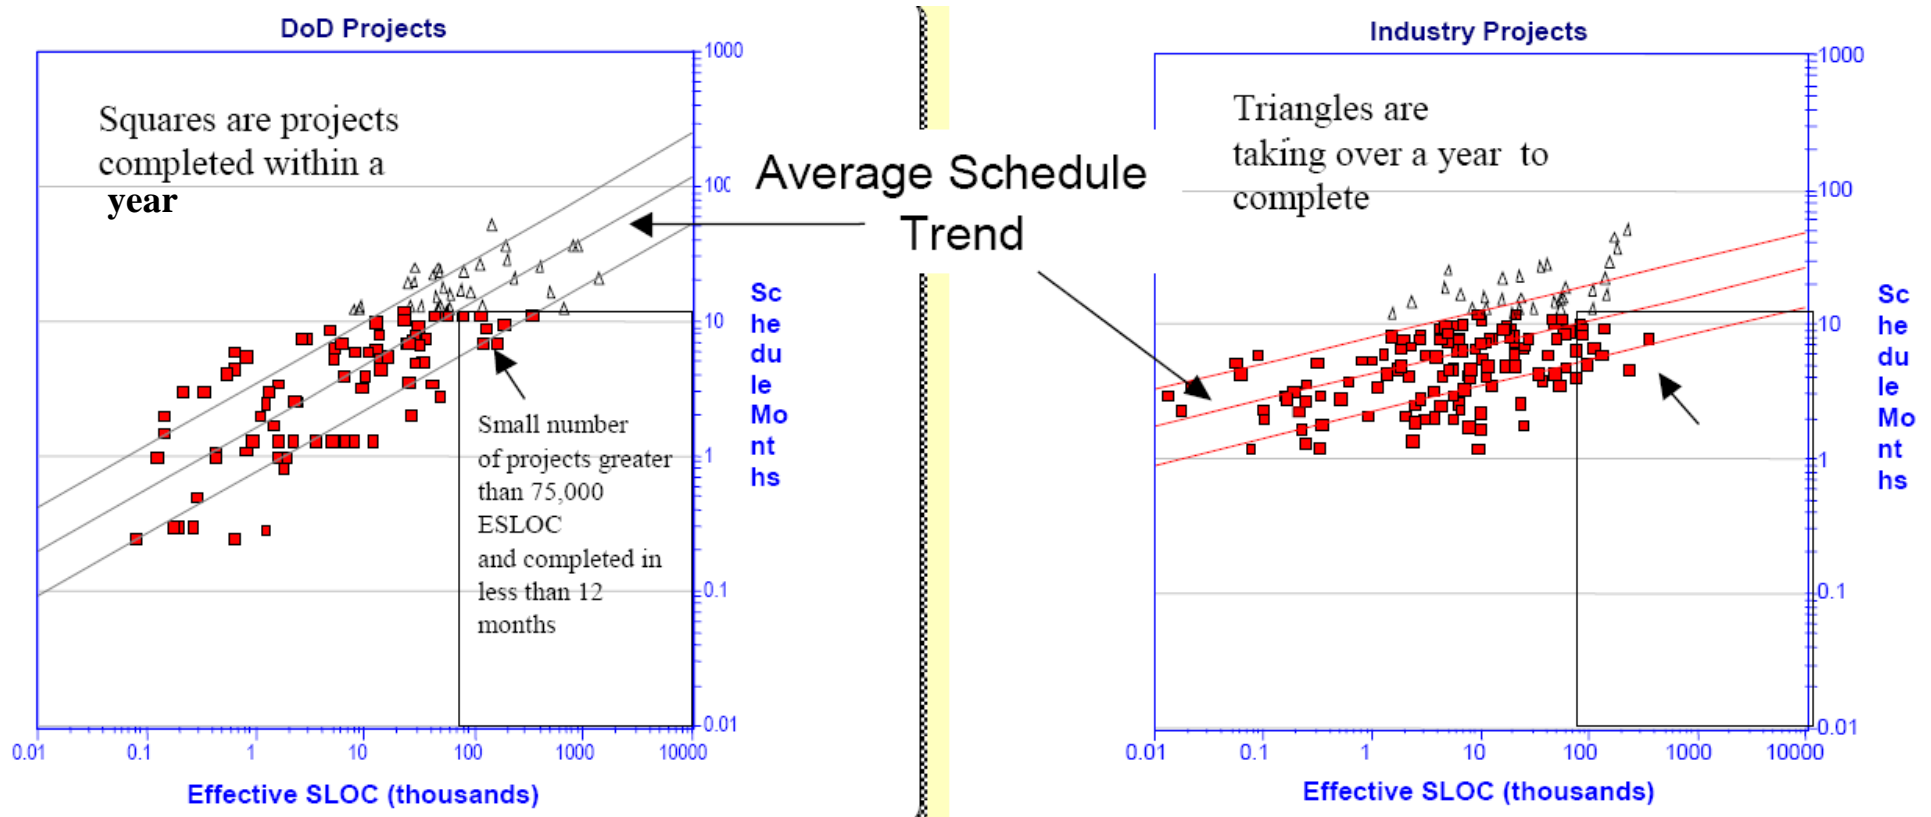 DoD Projects
Squares are projects
completed within a
year
1000
100
10
1
0.1
0.01
Sc
he
du
le
Mo
nt
hs
Small number
of projects greater
than 75,000
ESLOC
and completed in
less than 12
months
0.01
0.1
1
10
100
1000
10000
Effective SLOC (thousands)
Average Schedule
Trend
Industry Projects
Triangles are
taking over a year to
complete
1000
100
10
1
0.1
0.01
Sc
he
du
le
Mo
nt
hs
0.01
0.1
1
10
100
1000
10000
Effective SLOC (thousands)